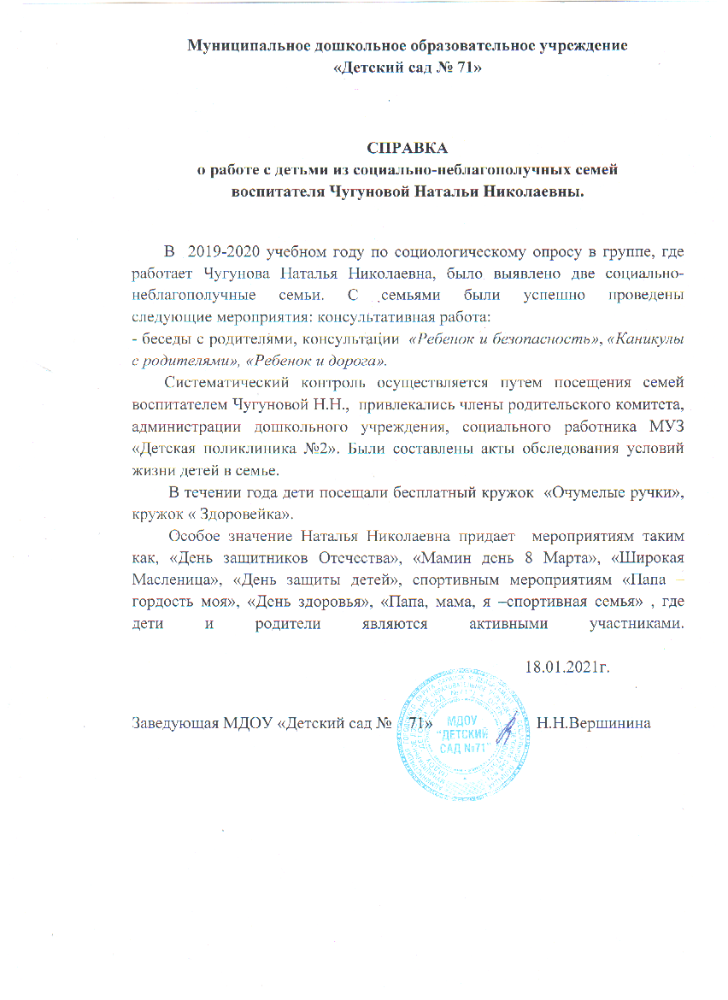 Муниципальное дошкольное образовательное учреждение
«Детский сад № 71»
СПРАВКА
о работе с детьми из социально-неблагополучных семей
воспитателя Чугуновой Натальи Николаевны.
В 2019-2020 учебном году по социологическому опросу в группе, где
работает Чугунова Наталья Николаевна, было выявлено две социально-
неблагополучные семьи. С семьями были успешно проведены
следующие мероприятия: консультативная работа:
- беседы с родителями, консультации «Ребенок и безопасность», «Каникулы
с родителями», «Ребенок и дорога».
Систематический контроль осуществляется путем посещения семей
воспитателем Чугуновой Н.Н., привлекались члены родительского комитета,
администрации дошкольного учреждения, социального работника МУЗ
«Детская поликлиника №2». Были составлены акты обследования условий
жизни детей в семье.
В течении года дети посещали бесплатный кружок «Очумелые ручки»,
кружок « Здоровейка».
Особое значение Наталья Николаевна придает мероприятиям таким
как, «День защитников Отечества», «Мамин день 8 Марта», «Широкая
Масленица», «День защиты детей», спортивным мероприятиям «Папа –
гордость моя», «День здоровья», «Папа, мама, я –спортивная семья» , где
дети и родители являются активными участниками.
18.01.2021г.
Заведующая МДОУ «Детский сад № 71» Н.Н.Вершинина
МДОУ
"ДЕТСКИЙ
САД №71"